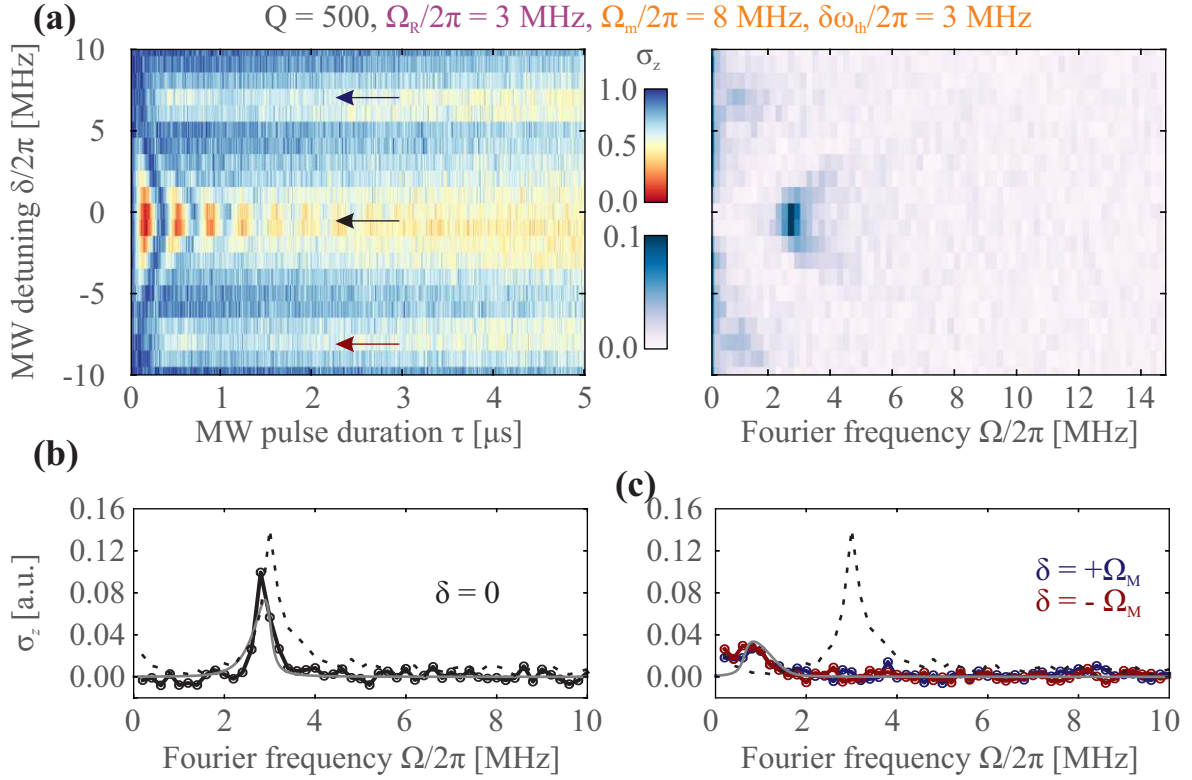 (a)
Q = 500, Ω_R/2π = 3 MHz, Ω_m/2π = 8 MHz, δω_th/2π = 3 MHz
MW detuning δ/2π [MHz]
10
5
0
-5
-10
0 1 2 3 4 5
MW pulse duration τ [μs]
σ_z
1.0
0.5
0.0
0.1
0.0
0 2 4 6 8 10 12 14
Fourier frequency Ω/2π [MHz]
(b)
σ_z [a.u.]
0.16
0.12
0.08
0.04
0.00
δ = 0
0 2 4 6 8 10
Fourier frequency Ω/2π [MHz]
(c)
0.16
0.12
0.08
0.04
0.00
δ = +Ω_M
δ = - Ω_M
0 2 4 6 8 10
Fourier frequency Ω/2π [MHz]